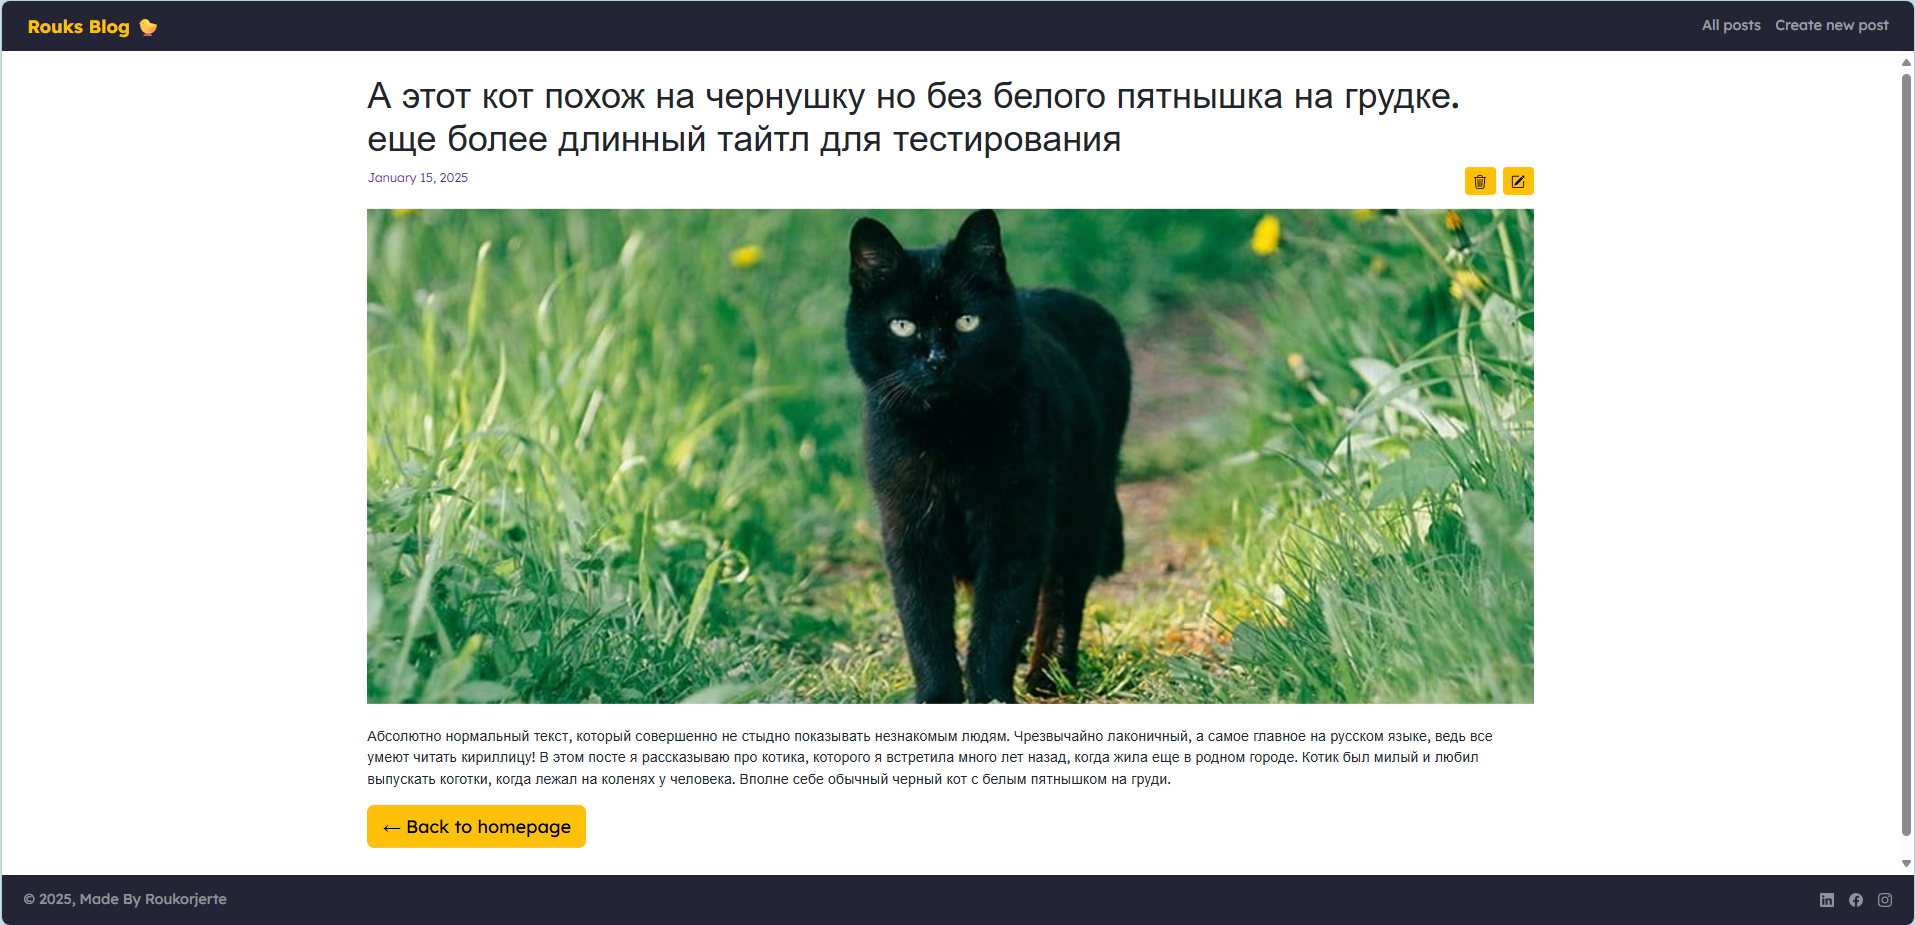 Rouks Blog
All posts
Create new post
А этот кот похож на чернушку но без белого пятнышка на грудке.
еще более длинный тайтл для тестирования
January 15, 2025
Абсолютно нормальный текст, который совершенно не стыдно показывать незнакомым людям. Чрезвычайно лаконичный, а самое главное на русском языке, ведь все
умеют читать кириллицу! В этом посте я рассказываю про котика, которого я встретила много лет назад, когда жила еще в родном городе. Котик был милый и любил
выпускать коготки, когда лежал на коленях у человека. Вполне себе обычный черный кот с белым пятнышком на груди.
← Back to homepage
© 2025, Made By Roukorjerte